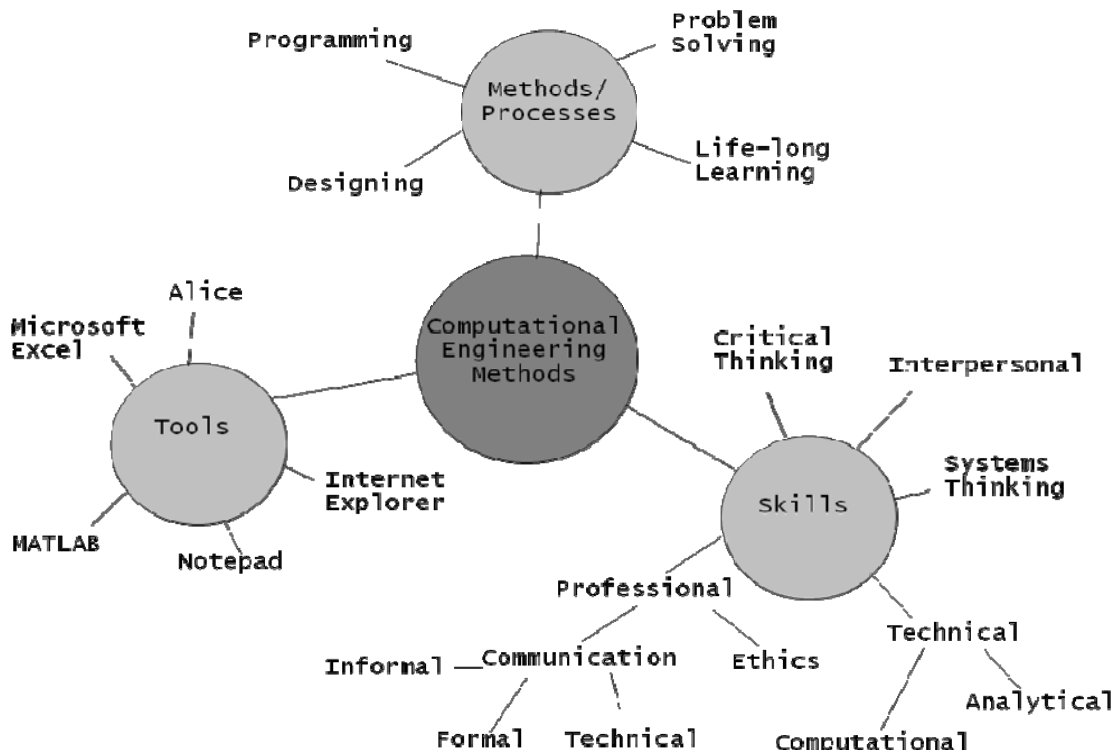 Programming
Problem
Solving
Methods/
Processes
Life-long
Learning
Designing
Alice
Microsoft
Excel
Tools
Internet
Explorer
MATLAB
Notepad
Computational
Engineering
Methods
Critical
Thinking
Interpersonal
Systems
Thinking
Skills
Professional
Technical
Informal
Communication
Ethics
Analytical
Formal
Technical
Computational